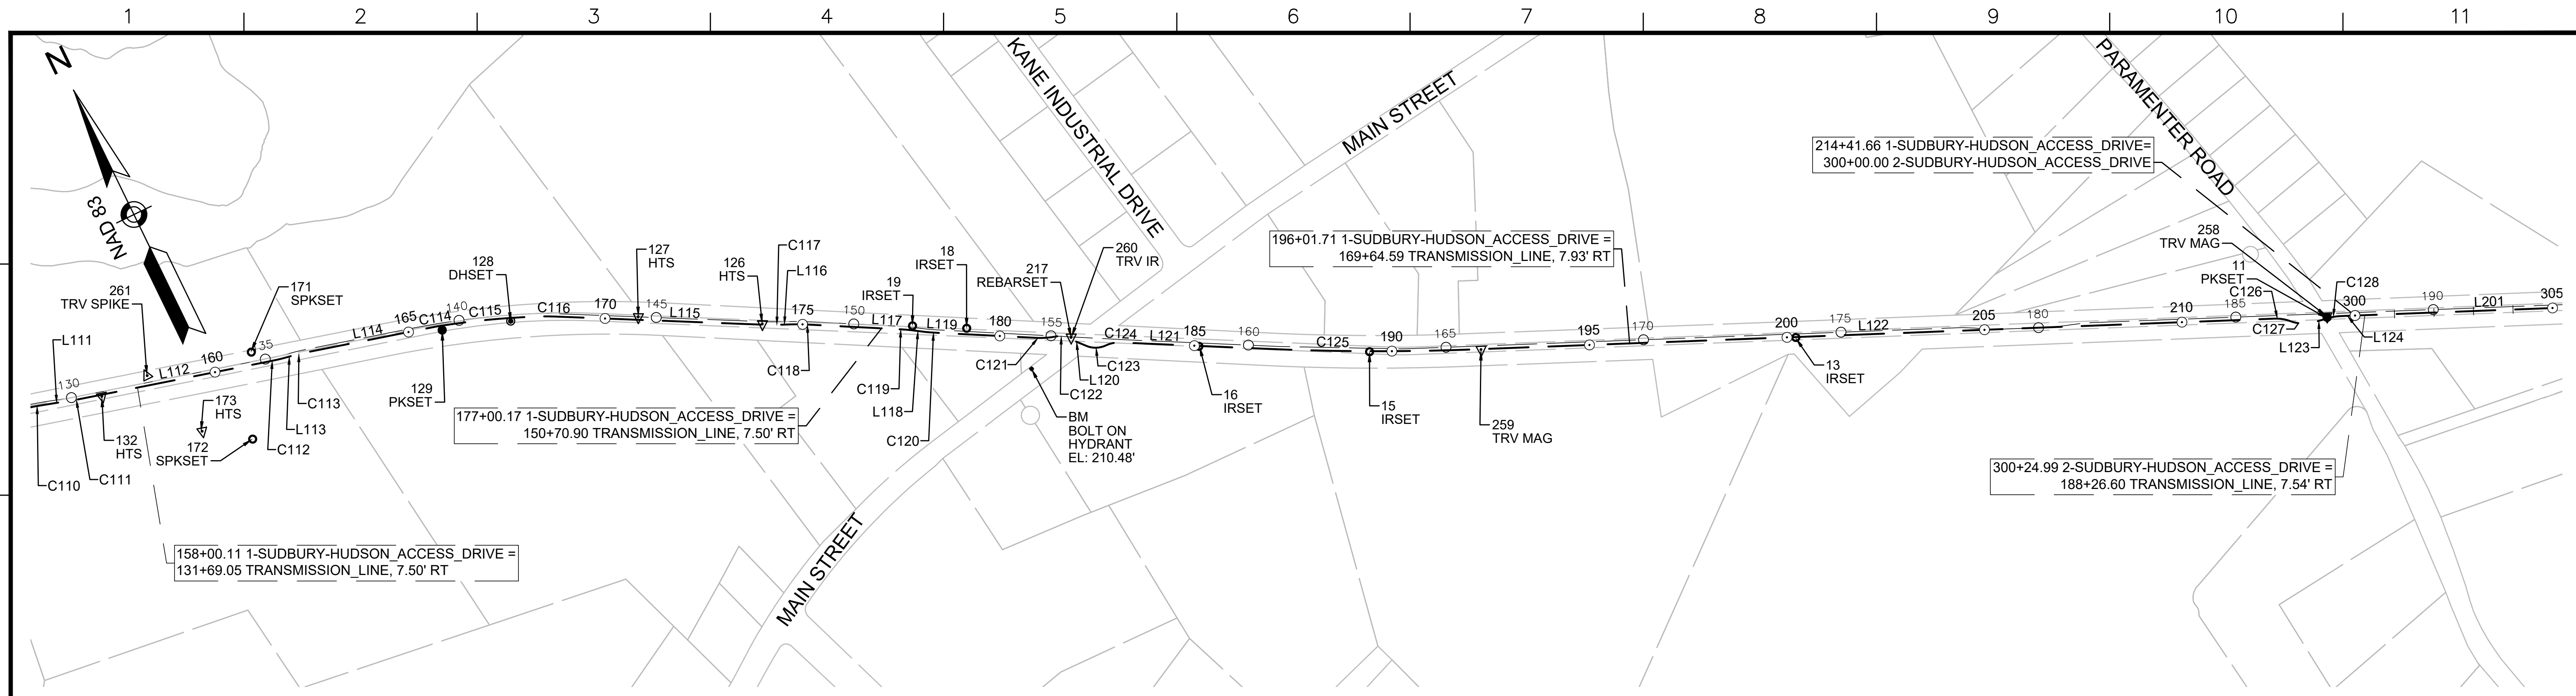 1 2 3 4 5 6 7 8 9 10 11
N
NAD 83
KANE INDUSTRIAL DRIVE
MAIN STREET
PARAMENTER ROAD
214+41.66 1-SUDBURY-HUDSON_ACCESS_DRIVE=
300+00.00 2-SUDBURY-HUDSON_ACCESS_DRIVE
196+01.71 1-SUDBURY-HUDSON_ACCESS_DRIVE =
169+64.59 TRANSMISSION_LINE, 7.93' RT
258
TRV MAG
11
PKSET
C126
C128
127
HTS
126
HTS
C117
L116
18
IRSET
19
IRSET
217
REBARSET
260
TRV IR
128
DHSET
171
SPKSET
261
TRV SPIKE
L111
130
L112
160
135
L114
165
C114
140
C115
C116
170
145
L115
175
150
L117
L119
180
155
C124
L121
185
160
C125
190
165
195
170
200
175
L122
205
180
210
185
C127
300
190
L201
305
L123
L124
C110
C111
132
HTS
173
HTS
172
SPKSET
C112
L113
C113
129
PKSET
C118
C119
L118
C120
C121
C122
L120
C123
16
IRSET
15
IRSET
259
TRV MAG
13
IRSET
BM
BOLT ON
HYDRANT
EL: 210.48'
177+00.17 1-SUDBURY-HUDSON_ACCESS_DRIVE =
150+70.90 TRANSMISSION_LINE, 7.50' RT
300+24.99 2-SUDBURY-HUDSON_ACCESS_DRIVE =
188+26.60 TRANSMISSION_LINE, 7.54' RT
MAIN STREET
158+00.11 1-SUDBURY-HUDSON_ACCESS_DRIVE =
131+69.05 TRANSMISSION_LINE, 7.50' RT